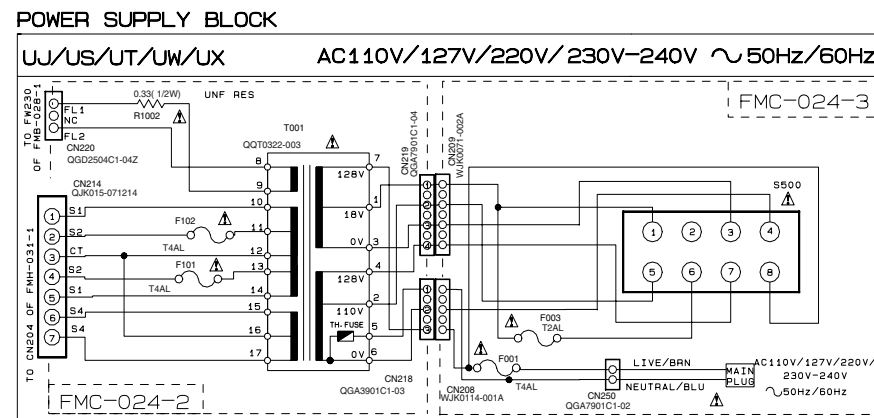 POWER SUPPLY BLOCK
UJ/US/UT/UW/UX
AC110V/127V/220V/230V-240V 50Hz/60Hz
TO FW230
OF FMB-028-1
FL1
NC
FL2
CN220
QGD2504C1-04Z
0.33( 1/2W)
R1002
UNF RES
T001
QQT0322-003
8
9
10
11
12
13
14
15
16
17
7
128V
1
18V
0V 3
4
128V
2
110V
TH-FUSE 5
0V 6
CN214
QJK015-071214
TO CN204 OF FMH-031-1
1 S1
2 S2
3 CT
4 S2
5 S1
6 S4
7 S4
F102
T4AL
F101
T4AL
FMC-024-2
CN219
QGA7901C1-04
CN209
WJK0071-002A
CN218
QGA3901C1-03
CN208
WJK0114-001A
FMC-024-3
S500
1 2 3 4
5 6 7 8
F003
T2AL
F001
T4AL
CN250
QGA7901C1-02
LIVE/BRN
NEUTRAL/BLU
MAIN
PLUG
AC110V/127V/220V/
230V-240V
50Hz/60Hz